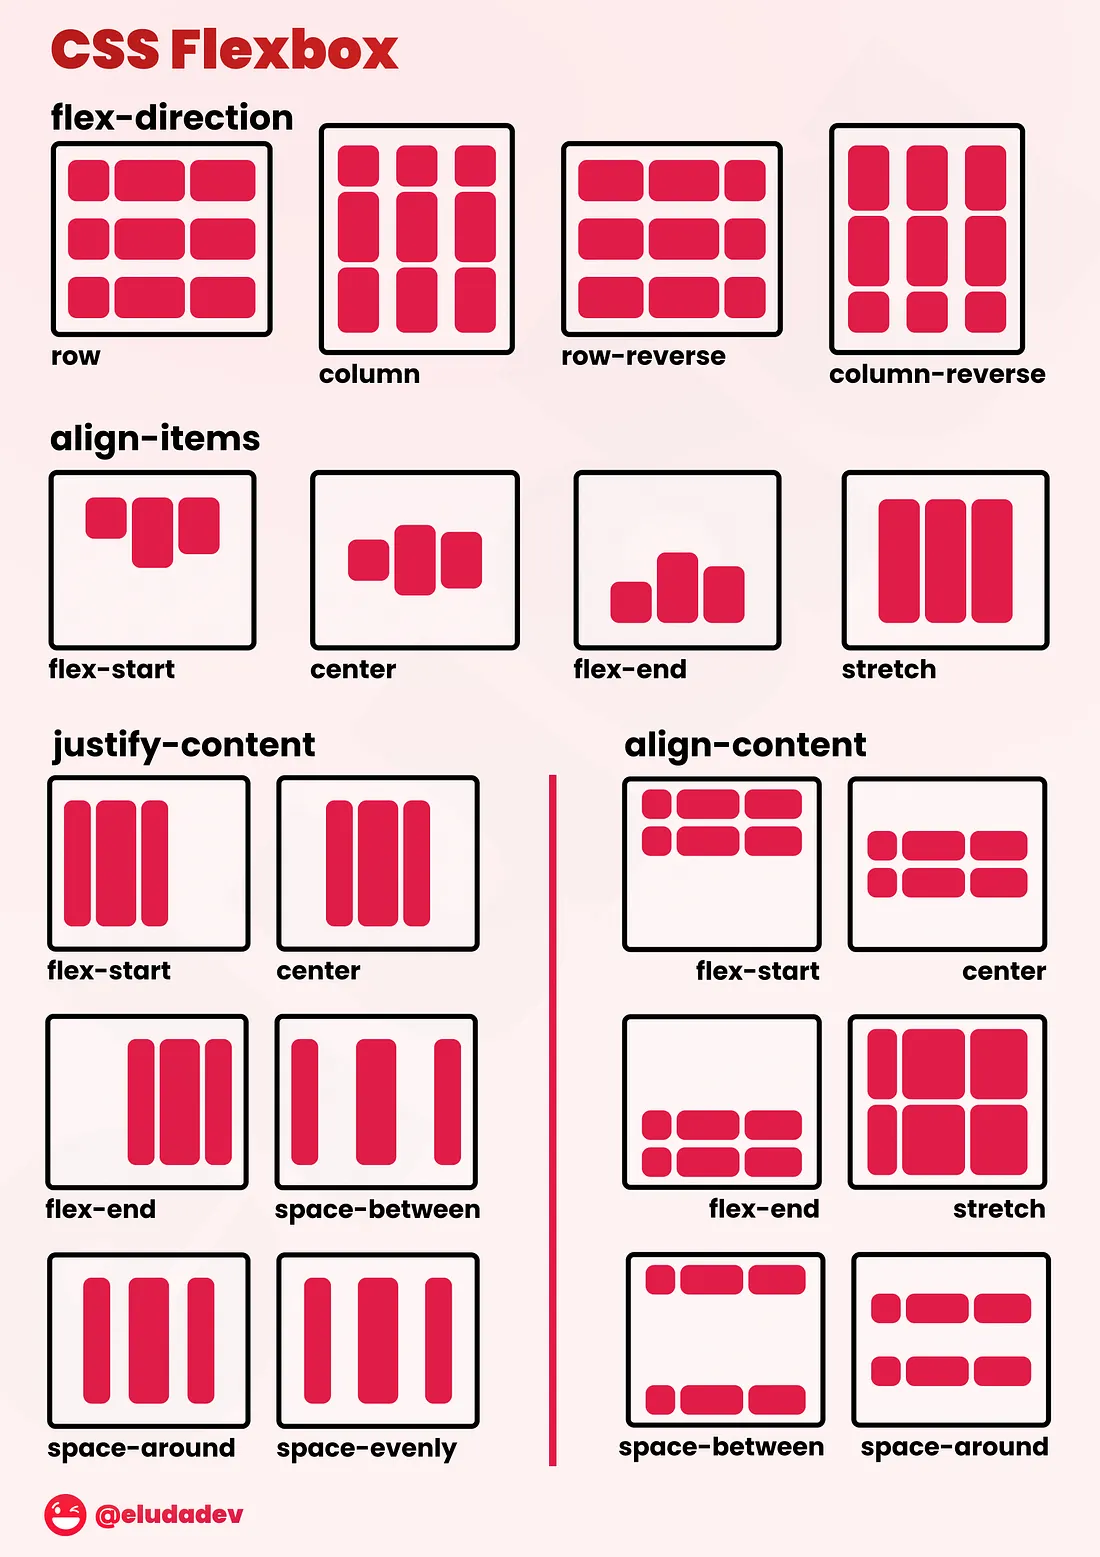 CSS Flexbox
flex-direction
row
column
row-reverse
column-reverse
align-items
flex-start
center
flex-end
stretch
justify-content
flex-start
center
flex-end
space-between
space-around
space-evenly
align-content
flex-start
center
flex-end
stretch
space-between
space-around
@eludadev